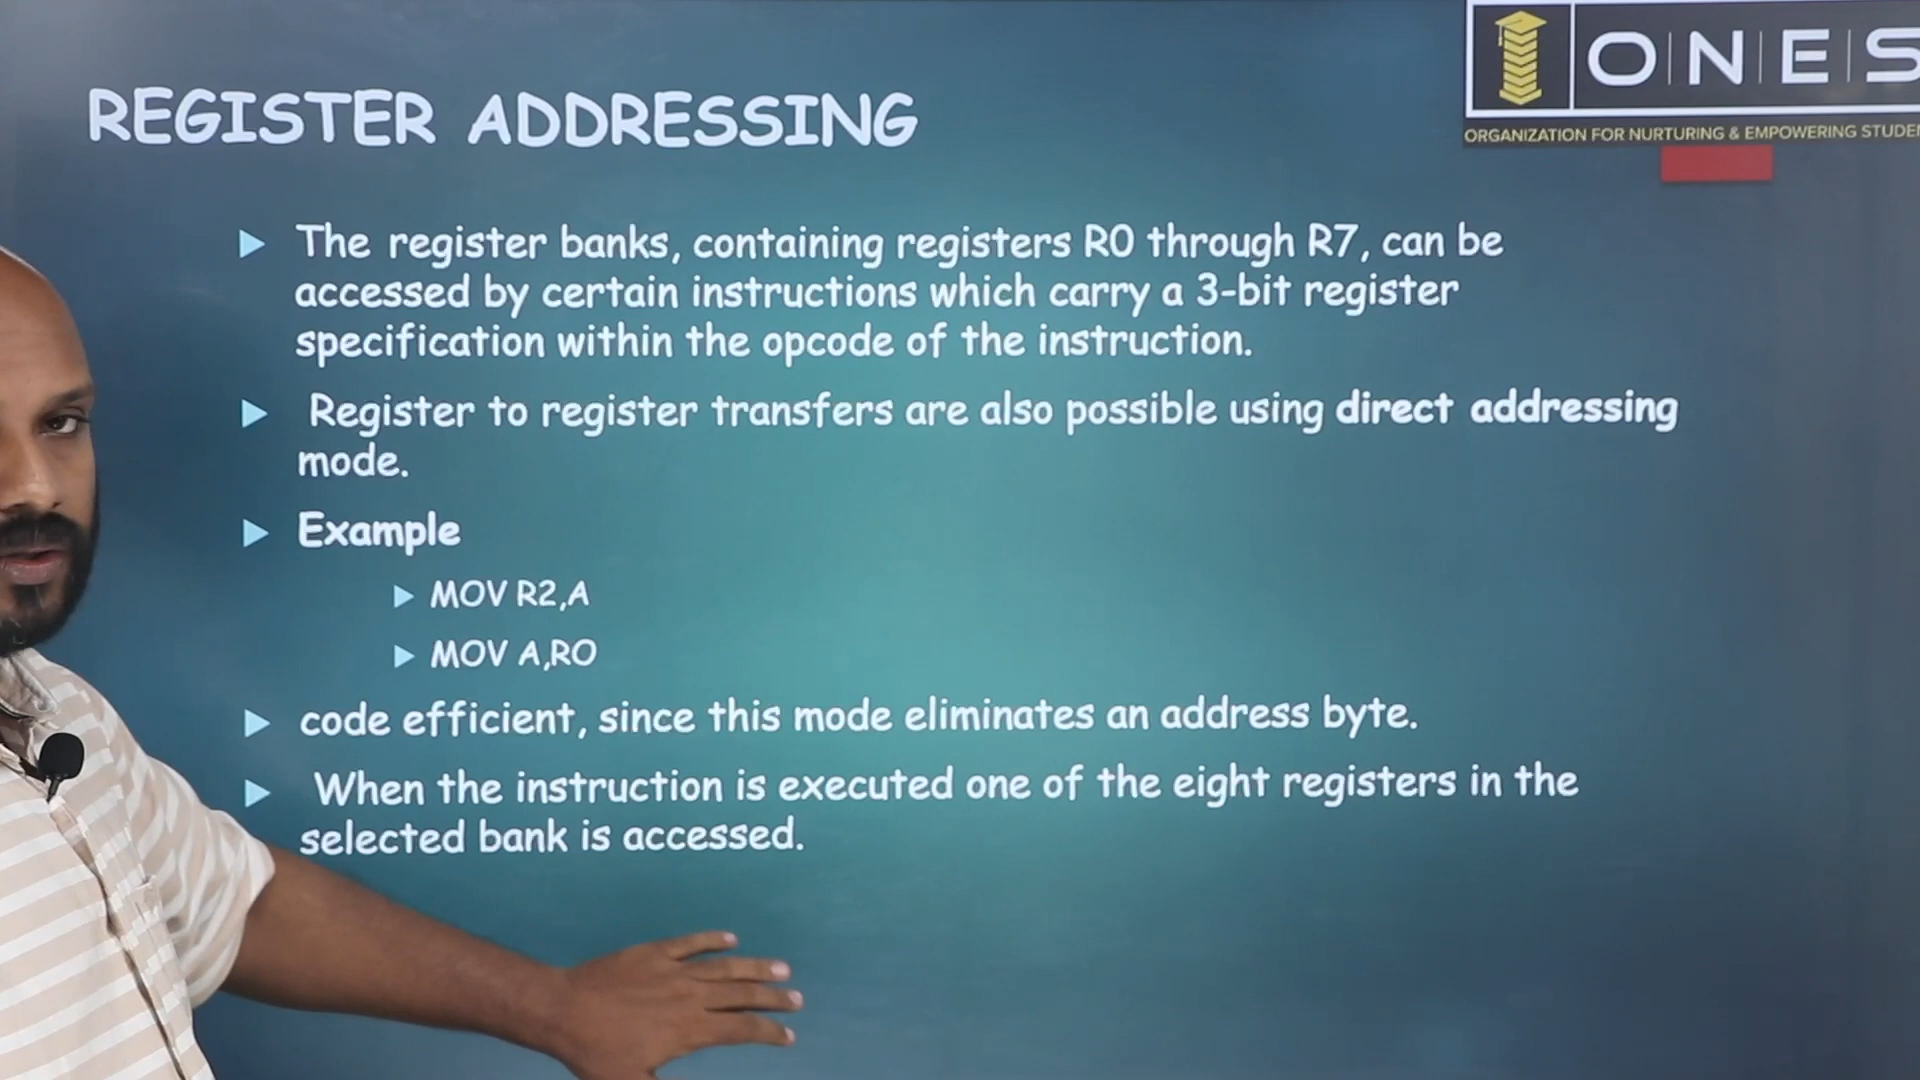 O|N|E|S
ORGANIZATION FOR NURTURING & EMPOWERING
REGISTER ADDRESSING
The register banks, containing registers R0 through R7, can be
accessed by certain instructions which carry a 3-bit register
specification within the opcode of the instruction.
Register to register transfers are also possible using direct addressing
mode.
Example
MOV R2,A
MOV A,R0
code efficient, since this mode eliminates an address byte.
When the instruction is executed one of the eight registers in the
selected bank is accessed.